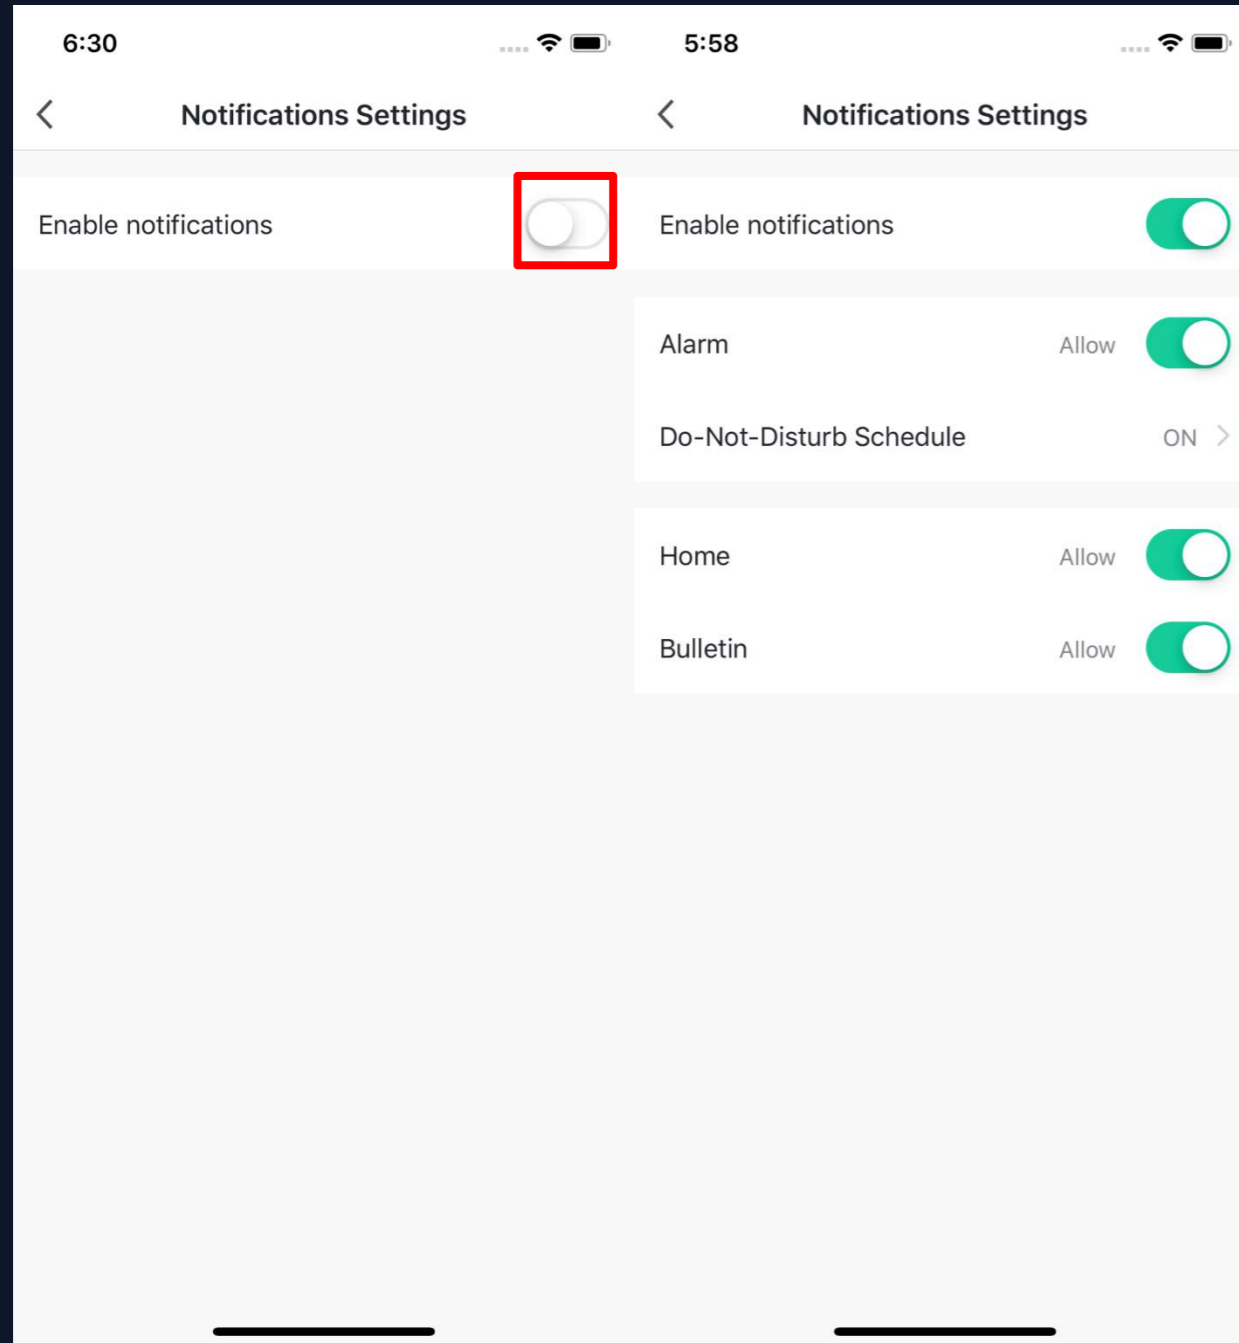 6:30
Notifications Settings
Enable notifications
5:58
Notifications Settings
Enable notifications
Alarm Allow
Do-Not-Disturb Schedule ON
Home Allow
Bulletin Allow